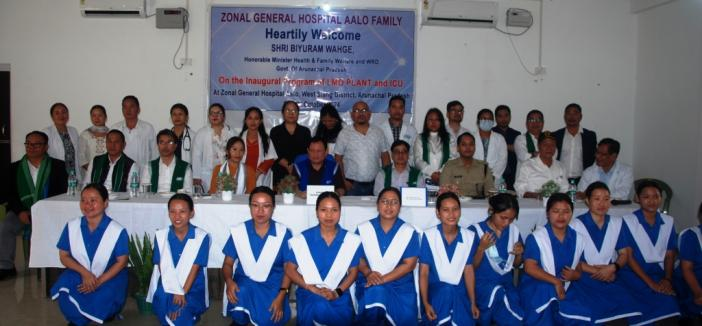 ZONAL GENERAL HOSPITAL AALO FAMILY
Heartily Welcome
SHRI BIYURAM WAHGE,
Honorable Minister Health & Family Welfare and WRD
Govt. Of Arunachal Pradesh
On the Inaugural Program of LMO PLANT and ICU
At Zonal General Hospital Aalo, West Siang District, Arunachal Pradesh